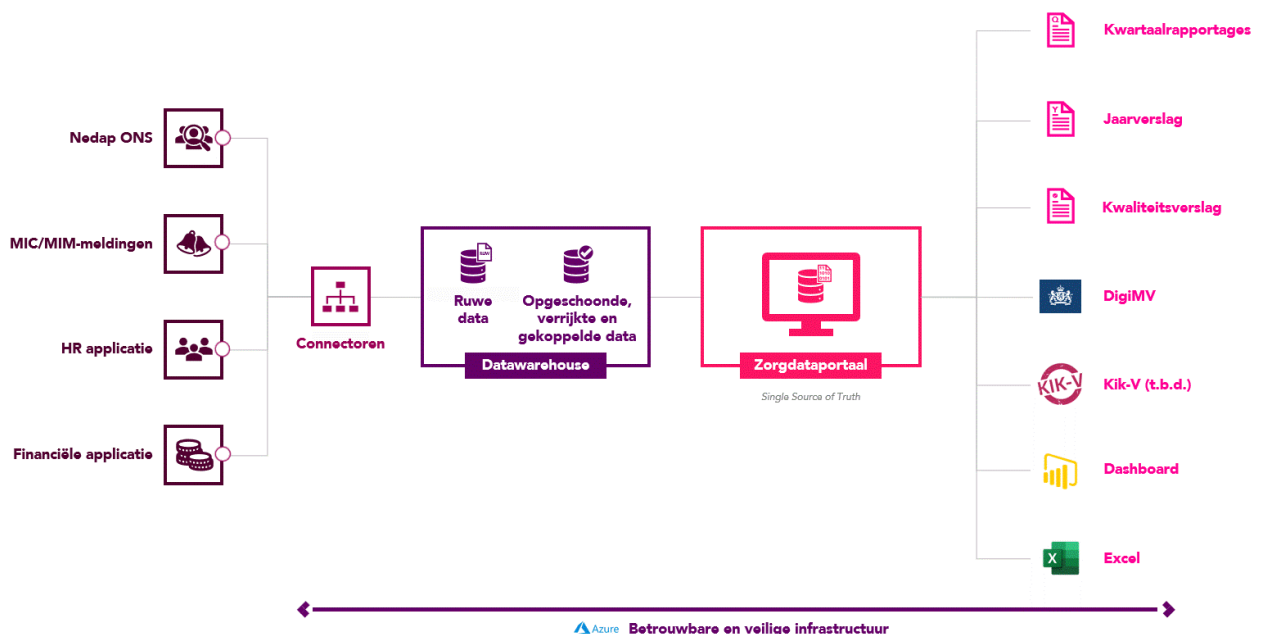 Nedap ONS
MIC/MIM-meldingen
HR applicatie
Financiële applicatie
Connectoren
Ruwe
data
Opgeschoonde,
verrijkte en
gekoppelde data
Datawarehouse
Zorgdataportaal
Single Source of Truth
Q
Kwartaalrapportages
Y
Jaarverslag
Kwaliteitsverslag
DigiMV
KIK-V
Kik-V (t.b.d.)
Dashboard
X
Excel
Azure Betrouwbare en veilige infrastructuur